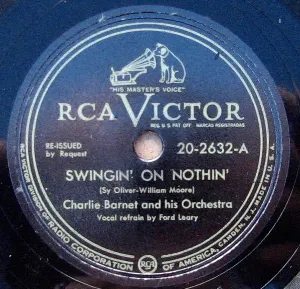 "HIS MASTER'S VOICE"
REG. U.S. PAT. OFF. MARCAS REGISTRADAS
RCA VICTOR
RE-ISSUED
by Request
20-2632-A
SWINGIN' ON NOTHIN'
(Sy Oliver-William Moore)
Charlie Barnet and his Orchestra
Vocal refrain by Ford Leary
RCA VICTOR DIVISION OF RADIO CORPORATION OF AMERICA, CAMDEN, N. J. MADE IN U.S.A.
RCA